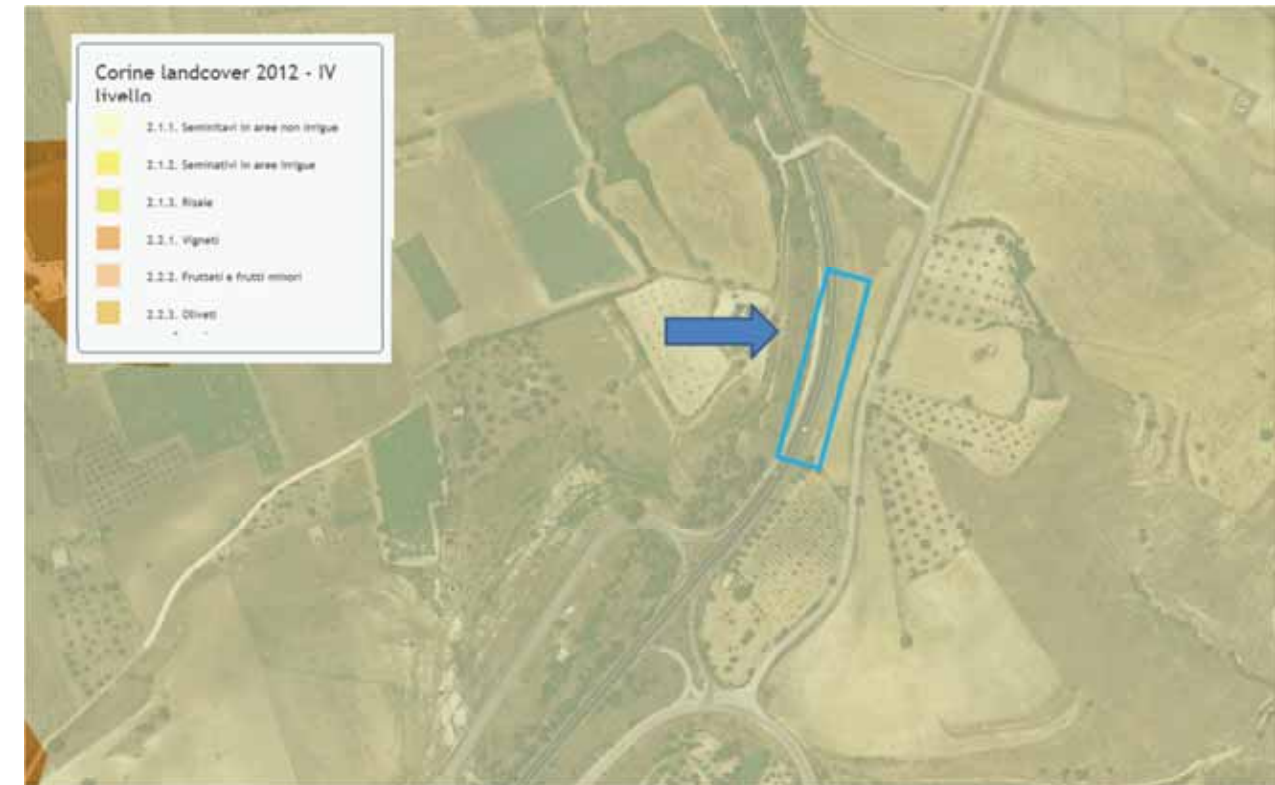 Corine landcover 2012 - IV
livello
2.1.1. Seminitavi in aree non irrigue
2.1.2. Seminativi in aree irrigue
2.1.3. Risaie
2.2.1. Vigneti
2.2.2. Frutteti e frutti minori
2.2.3. Oliveti